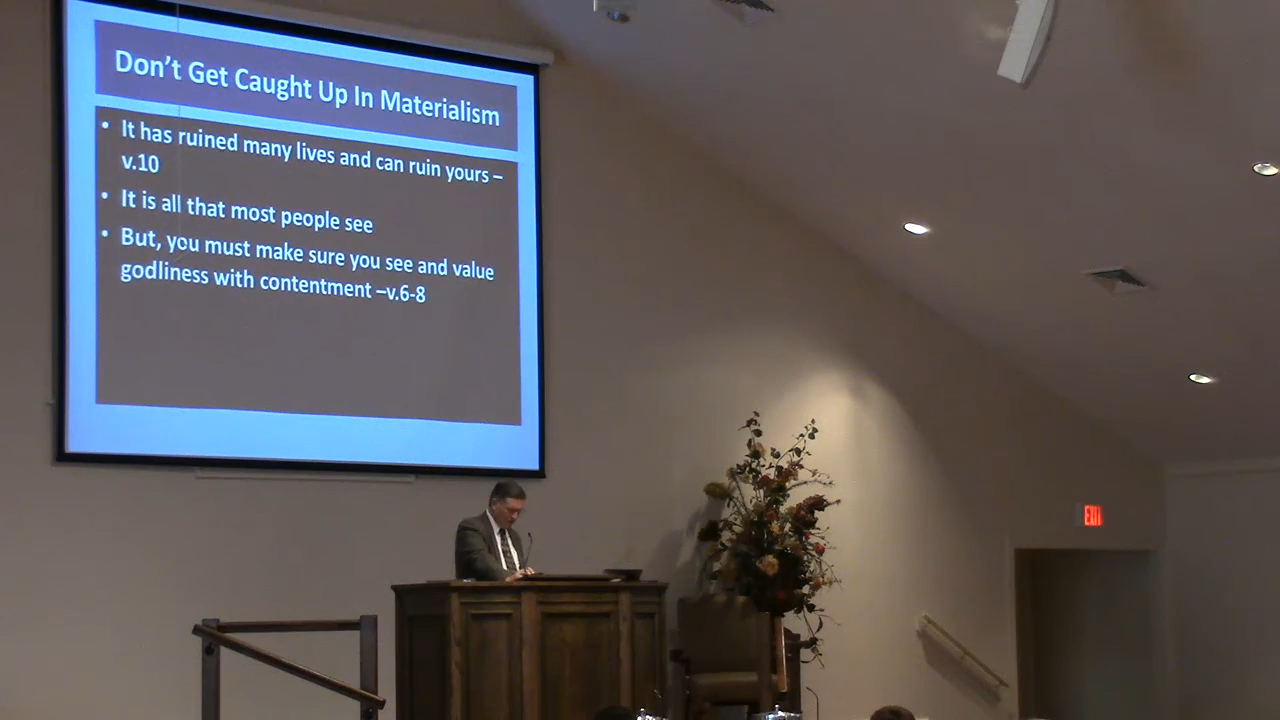 Don't Get Caught Up In Materialism
• It has ruined many lives and can ruin yours –
v.10
• It is all that most people see
• But, you must make sure you see and value
godliness with contentment –v.6-8
EXIT